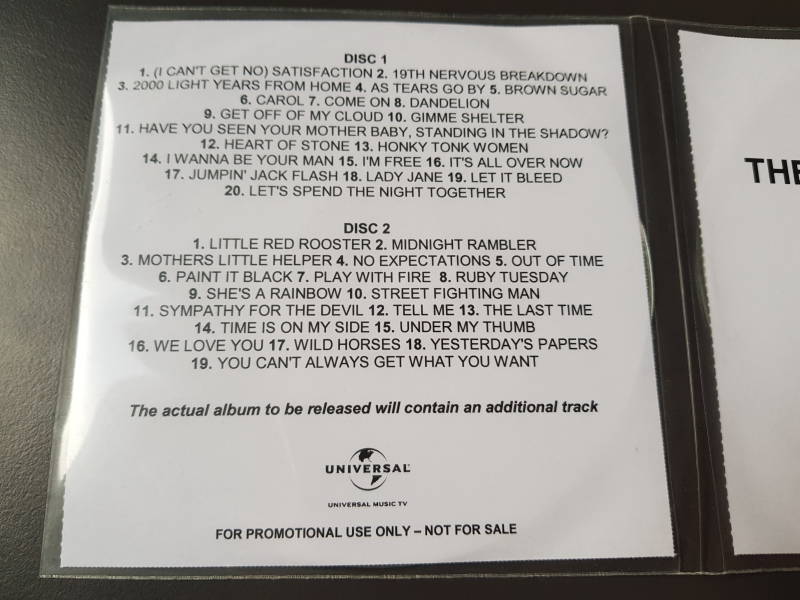 DISC 1
1. (I CAN'T GET NO) SATISFACTION 2. 19TH NERVOUS BREAKDOWN
3. 2000 LIGHT YEARS FROM HOME 4. AS TEARS GO BY 5. BROWN SUGAR
6. CAROL 7. COME ON 8. DANDELION
9. GET OFF OF MY CLOUD 10. GIMME SHELTER
11. HAVE YOU SEEN YOUR MOTHER BABY, STANDING IN THE SHADOW?
12. HEART OF STONE 13. HONKY TONK WOMEN
14. I WANNA BE YOUR MAN 15. I'M FREE 16. IT'S ALL OVER NOW
17. JUMPIN' JACK FLASH 18. LADY JANE 19. LET IT BLEED
20. LET'S SPEND THE NIGHT TOGETHER
DISC 2
1. LITTLE RED ROOSTER 2. MIDNIGHT RAMBLER
3. MOTHERS LITTLE HELPER 4. NO EXPECTATIONS 5. OUT OF TIME
6. PAINT IT BLACK 7. PLAY WITH FIRE 8. RUBY TUESDAY
9. SHE'S A RAINBOW 10. STREET FIGHTING MAN
11. SYMPATHY FOR THE DEVIL 12. TELL ME 13. THE LAST TIME
14. TIME IS ON MY SIDE 15. UNDER MY THUMB
16. WE LOVE YOU 17. WILD HORSES 18. YESTERDAY'S PAPERS
19. YOU CAN'T ALWAYS GET WHAT YOU WANT
The actual album to be released will contain an additional track
UNIVERSAL
UNIVERSAL MUSIC TV
FOR PROMOTIONAL USE ONLY – NOT FOR SALE
THE